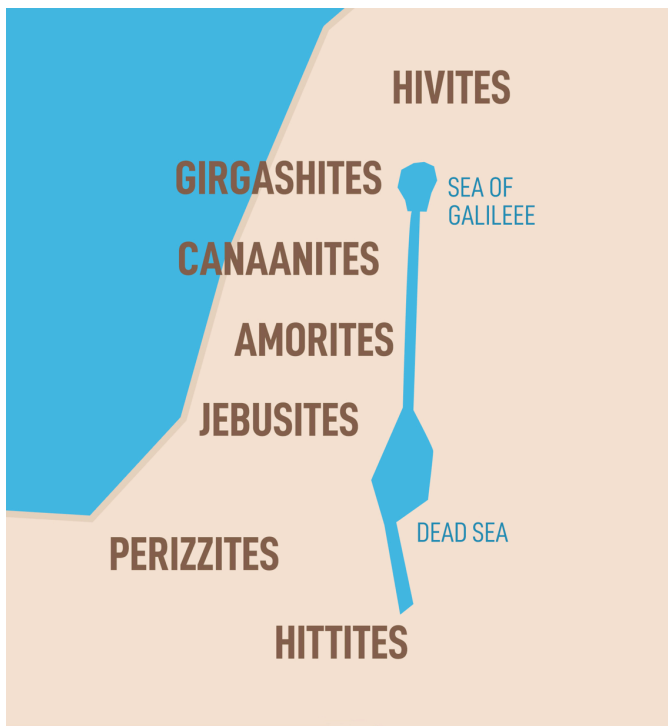 HIVITES
GIRGASHITES
SEA OF
GALILEEE
CANAANITES
AMORITES
JEBUSITES
DEAD SEA
PERIZZITES
HITTITES